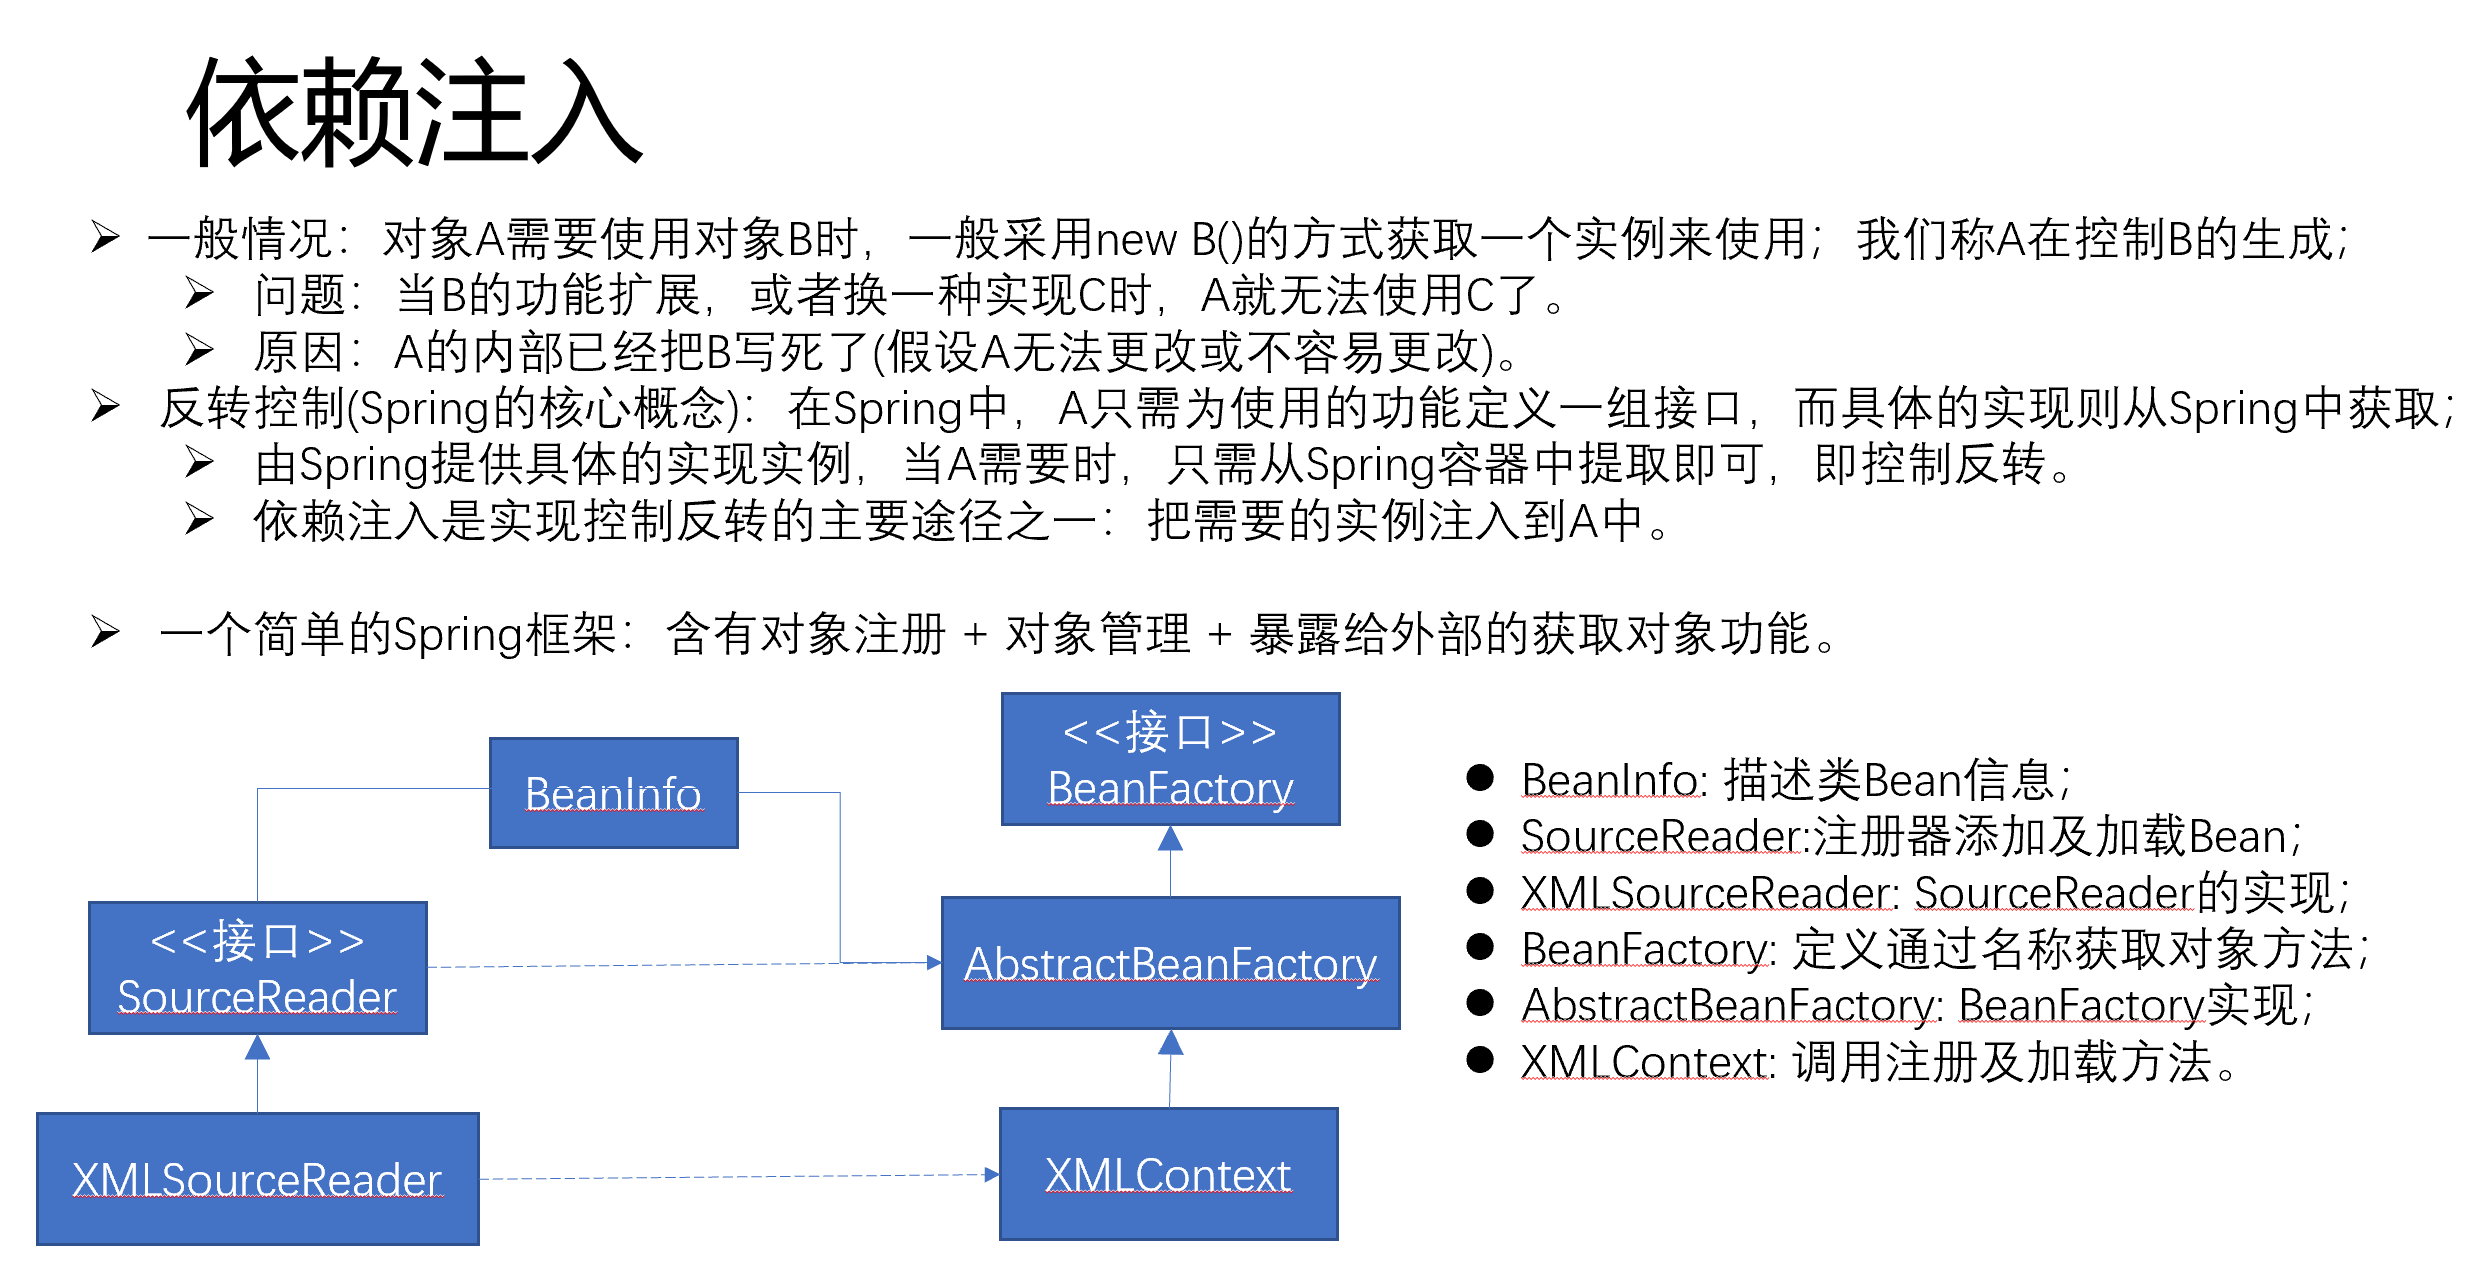 依赖注入
一般情况：对象A需要使用对象B时，一般采用new B()的方式获取一个实例来使用；我们称A在控制B的生成；
问题：当B的功能扩展，或者换一种实现C时，A就无法使用C了。
原因：A的内部已经把B写死了(假设A无法更改或不容易更改)。
反转控制(Spring的核心概念)：在Spring中，A只需为使用的功能定义一组接口，而具体的实现则从Spring中获取；
由Spring提供具体的实现实例，当A需要时，只需从Spring容器中提取即可，即控制反转。
依赖注入是实现控制反转的主要途径之一：把需要的实例注入到A中。
一个简单的Spring框架：含有对象注册 + 对象管理 + 暴露给外部的获取对象功能。
<<接口>>
BeanFactory
BeanInfo
<<接口>>
SourceReader
AbstractBeanFactory
XMLSourceReader
XMLContext
BeanInfo: 描述类Bean信息；
SourceReader:注册器添加及加载Bean；
XMLSourceReader: SourceReader的实现；
BeanFactory: 定义通过名称获取对象方法；
AbstractBeanFactory: BeanFactory实现；
XMLContext: 调用注册及加载方法。